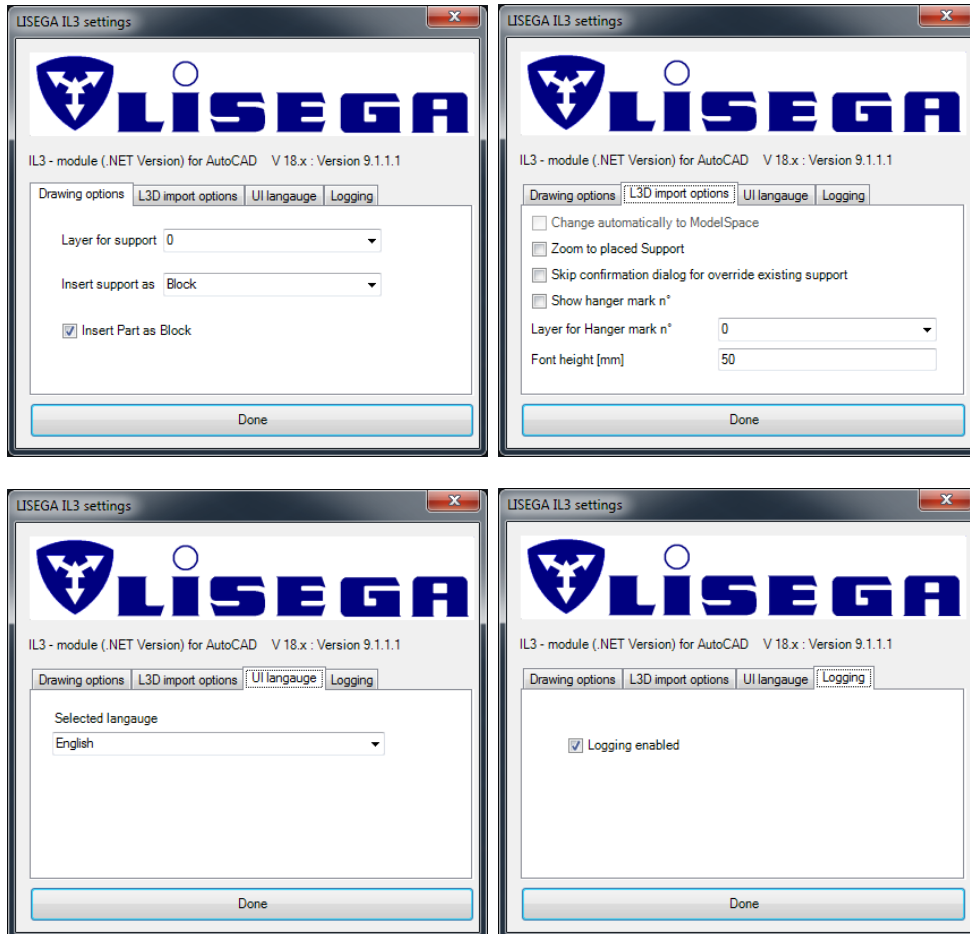 LISEGA IL3 settings
LISEGA
IL3 - module (.NET Version) for AutoCAD V 18.x : Version 9.1.1.1
Drawing options L3D import options UI langauge Logging
Layer for support 0
Insert support as Block
Insert Part as Block
Done
LISEGA IL3 settings
LISEGA
IL3 - module (.NET Version) for AutoCAD V 18.x : Version 9.1.1.1
Drawing options L3D import options UI langauge Logging
Change automatically to ModelSpace
Zoom to placed Support
Skip confirmation dialog for override existing support
Show hanger mark n°
Layer for Hanger mark n° 0
Font height [mm] 50
Done
LISEGA IL3 settings
LISEGA
IL3 - module (.NET Version) for AutoCAD V 18.x : Version 9.1.1.1
Drawing options L3D import options UI langauge Logging
Selected langauge
English
Done
LISEGA IL3 settings
LISEGA
IL3 - module (.NET Version) for AutoCAD V 18.x : Version 9.1.1.1
Drawing options L3D import options UI langauge Logging
Logging enabled
Done